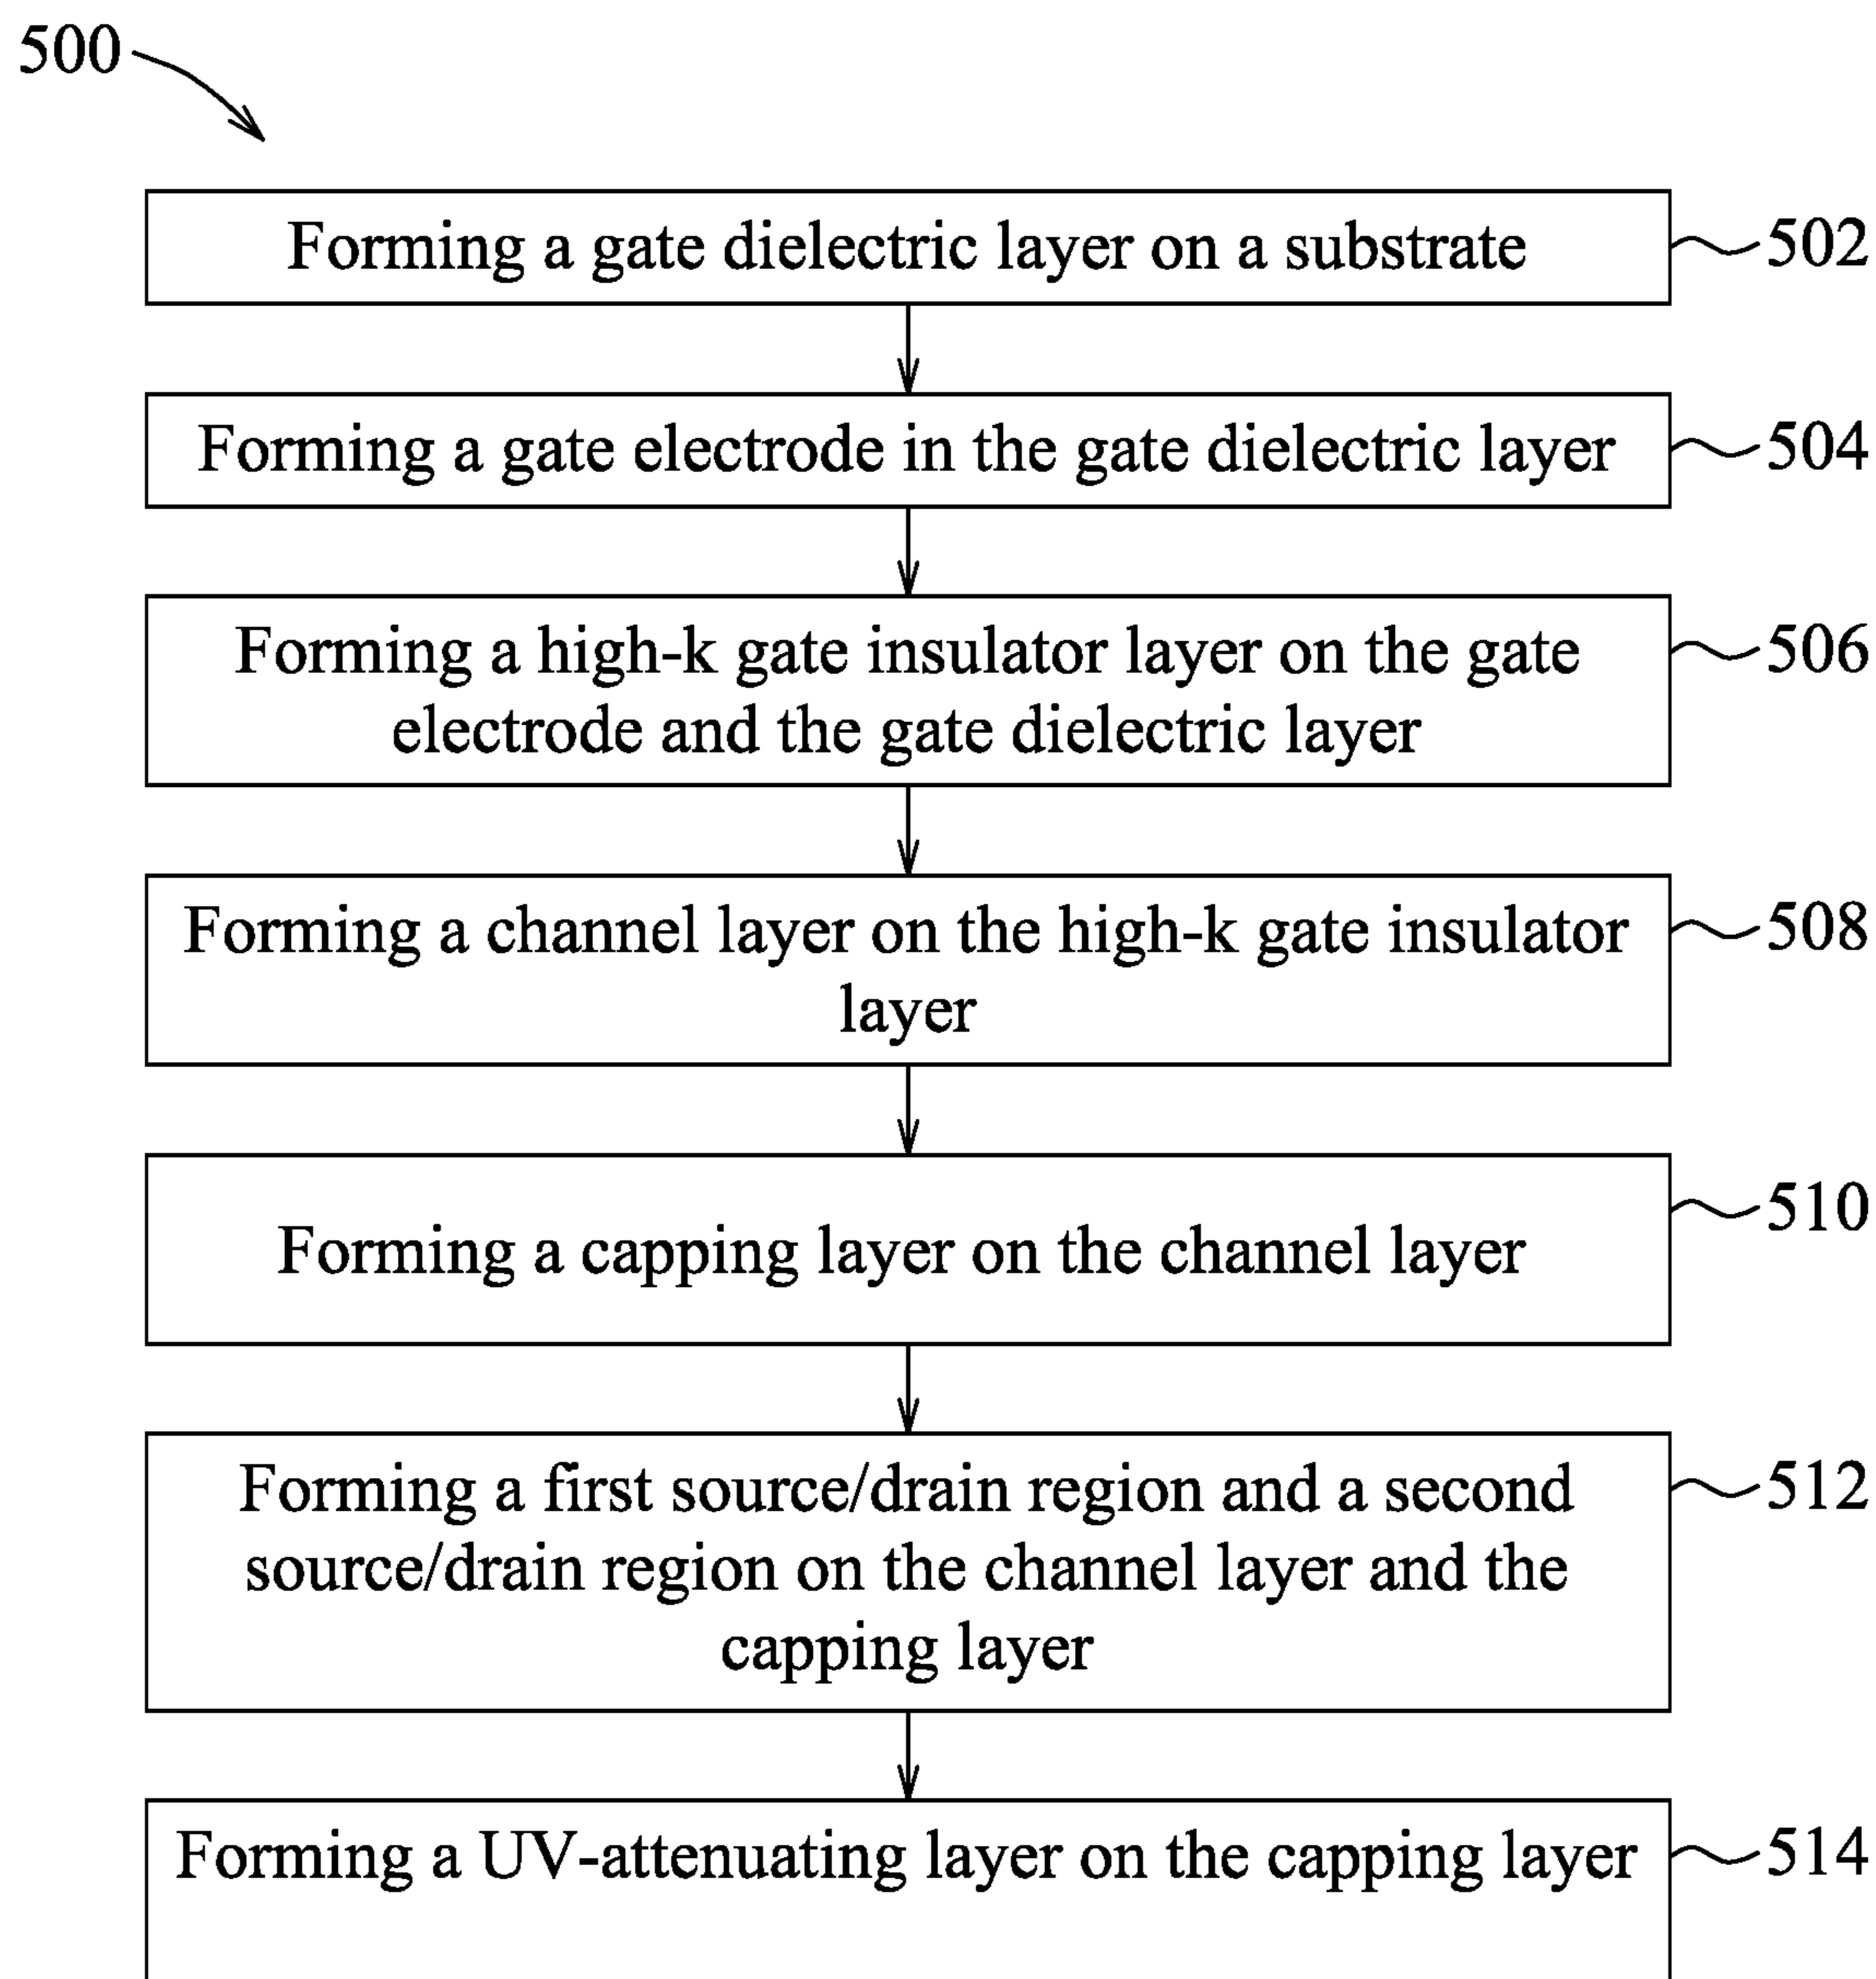 500
Forming a gate dielectric layer on a substrate
502
Forming a gate electrode in the gate dielectric layer
504
Forming a high-k gate insulator layer on the gate
electrode and the gate dielectric layer
506
Forming a channel layer on the high-k gate insulator
layer
508
Forming a capping layer on the channel layer
510
Forming a first source/drain region and a second
source/drain region on the channel layer and the
capping layer
512
Forming a UV-attenuating layer on the capping layer
514